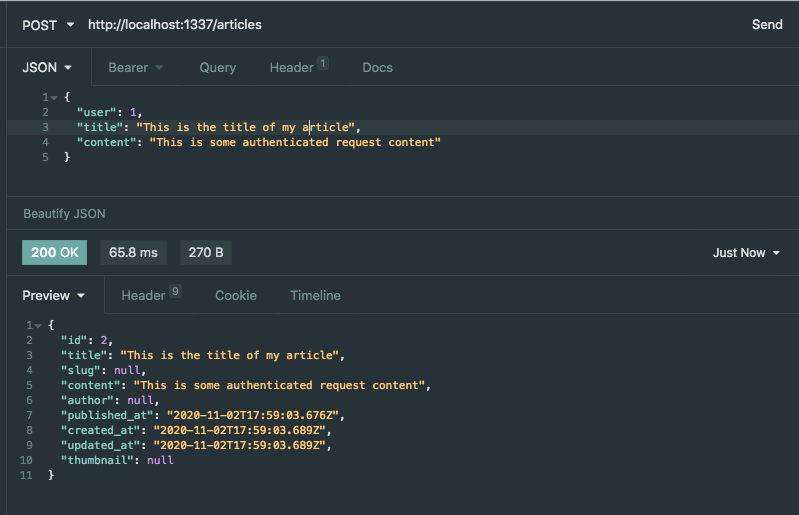 POST http://localhost:1337/articles Send
JSON Bearer Query Header 1 Docs
1 {
2 "user": 1,
3 "title": "This is the title of my article",
4 "content": "This is some authenticated request content"
5 }
Beautify JSON
200 OK 65.8 ms 270 B Just Now
Preview Header 9 Cookie Timeline
1 {
2 "id": 2,
3 "title": "This is the title of my article",
4 "slug": null,
5 "content": "This is some authenticated request content",
6 "author": null,
7 "published_at": "2020-11-02T17:59:03.676Z",
8 "created_at": "2020-11-02T17:59:03.689Z",
9 "updated_at": "2020-11-02T17:59:03.689Z",
10 "thumbnail": null
11 }